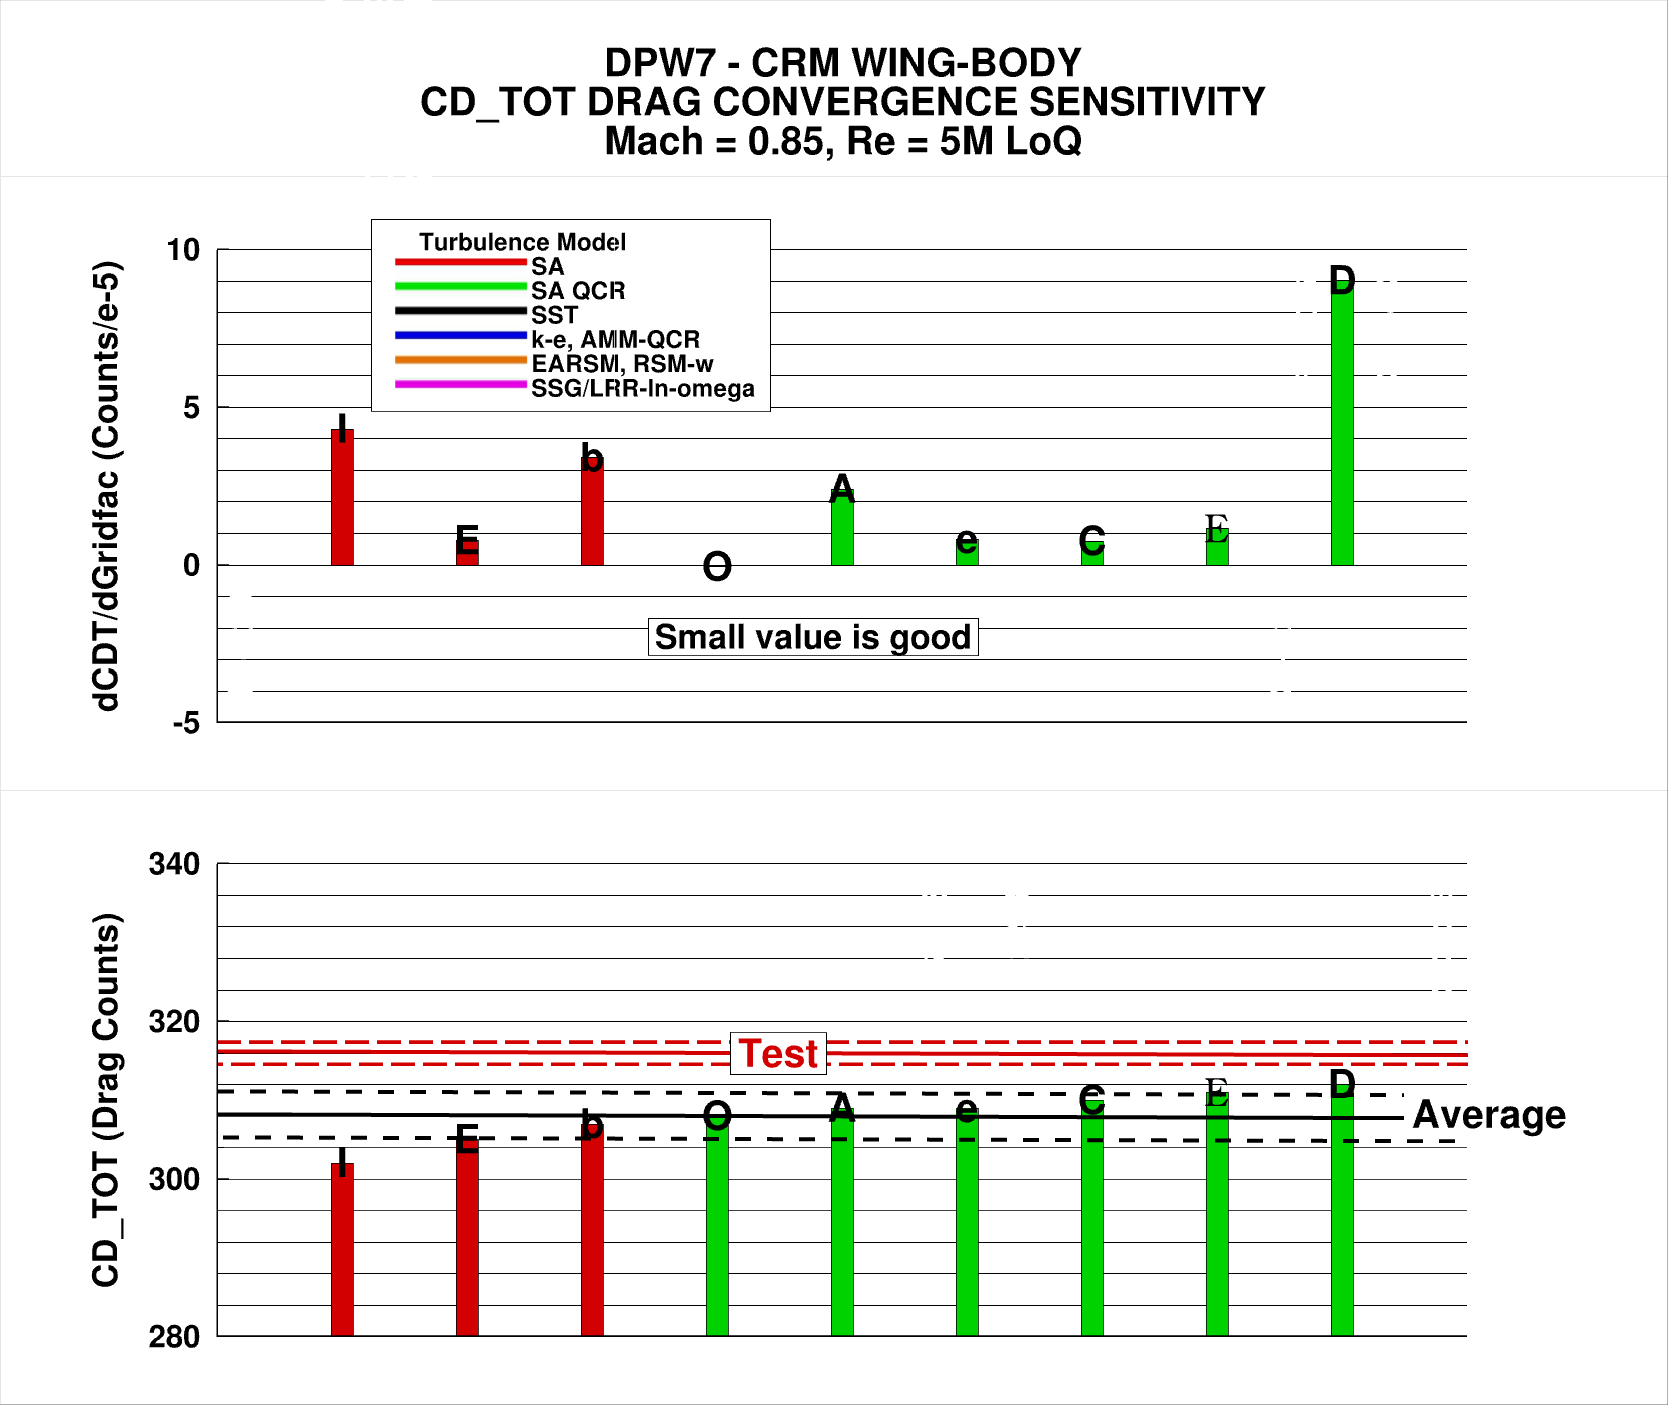 DPW7 - CRM WING-BODY
CD_TOT DRAG CONVERGENCE SENSITIVITY
Mach = 0.85, Re = 5M LoQ
dCDT/dGridfac (Counts/e-5)
10
5
0
-5
Turbulence Model
SA
SA QCR
SST
k-e, AMM-QCR
EARSM, RSM-w
SSG/LRR-ln-omega
I
E
b
O
A
e
C
E
D
Small value is good
CD_TOT (Drag Counts)
340
320
300
280
Test
Average
I
E
b
O
A
e
C
E
D